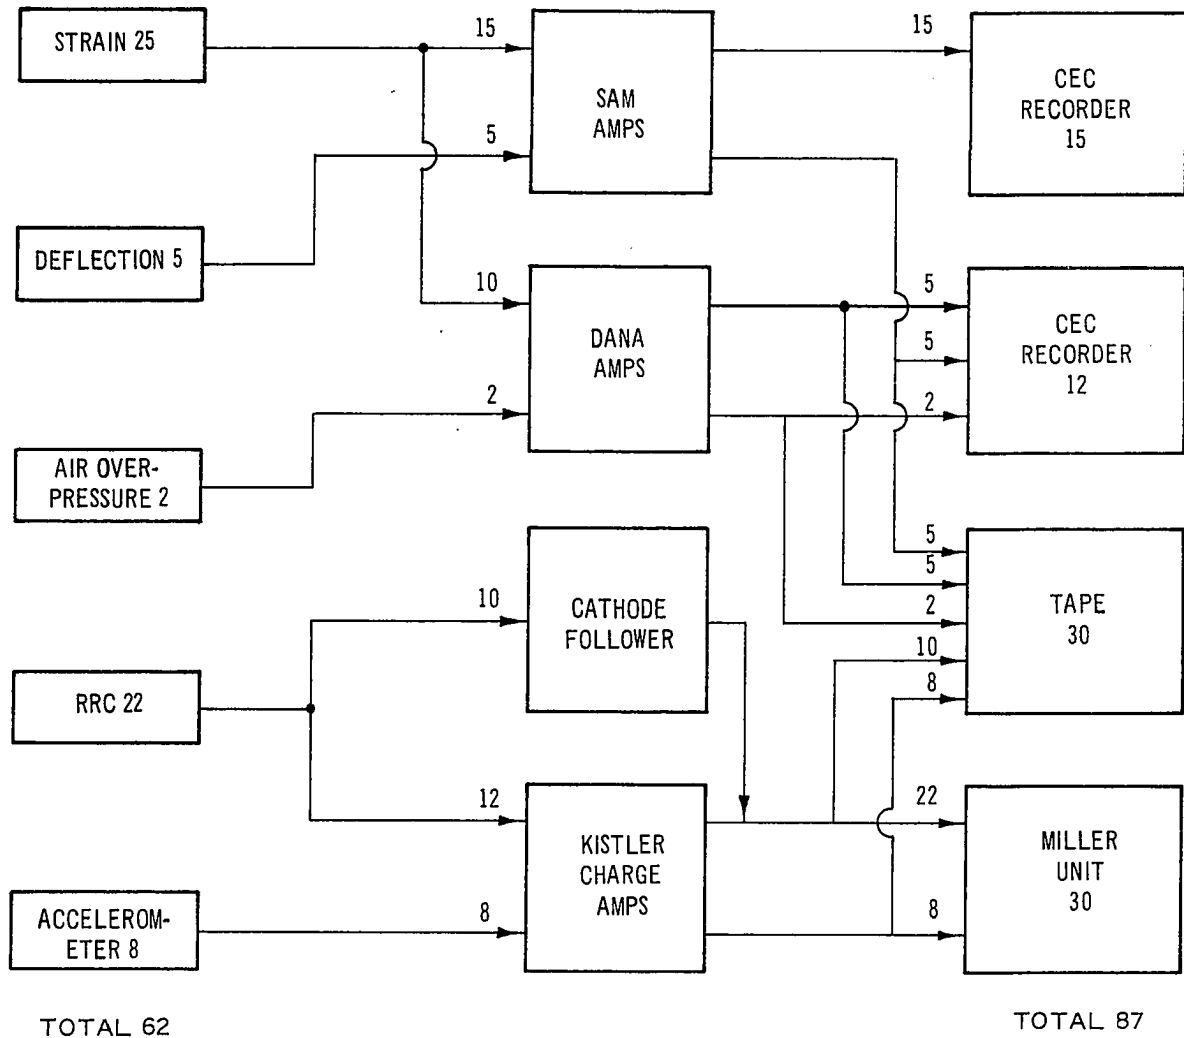 STRAIN 25
15
SAM
AMPS
15
CEC
RECORDER
15
5
DEFLECTION 5
10
DANA
AMPS
2
5
5
2
CEC
RECORDER
12
AIR OVER-
PRESSURE 2
10
CATHODE
FOLLOWER
5
5
2
10
8
TAPE
30
RRC 22
12
KISTLER
CHARGE
AMPS
8
22
8
MILLER
UNIT
30
ACCELEROM-
ETER 8
TOTAL 62
TOTAL 87